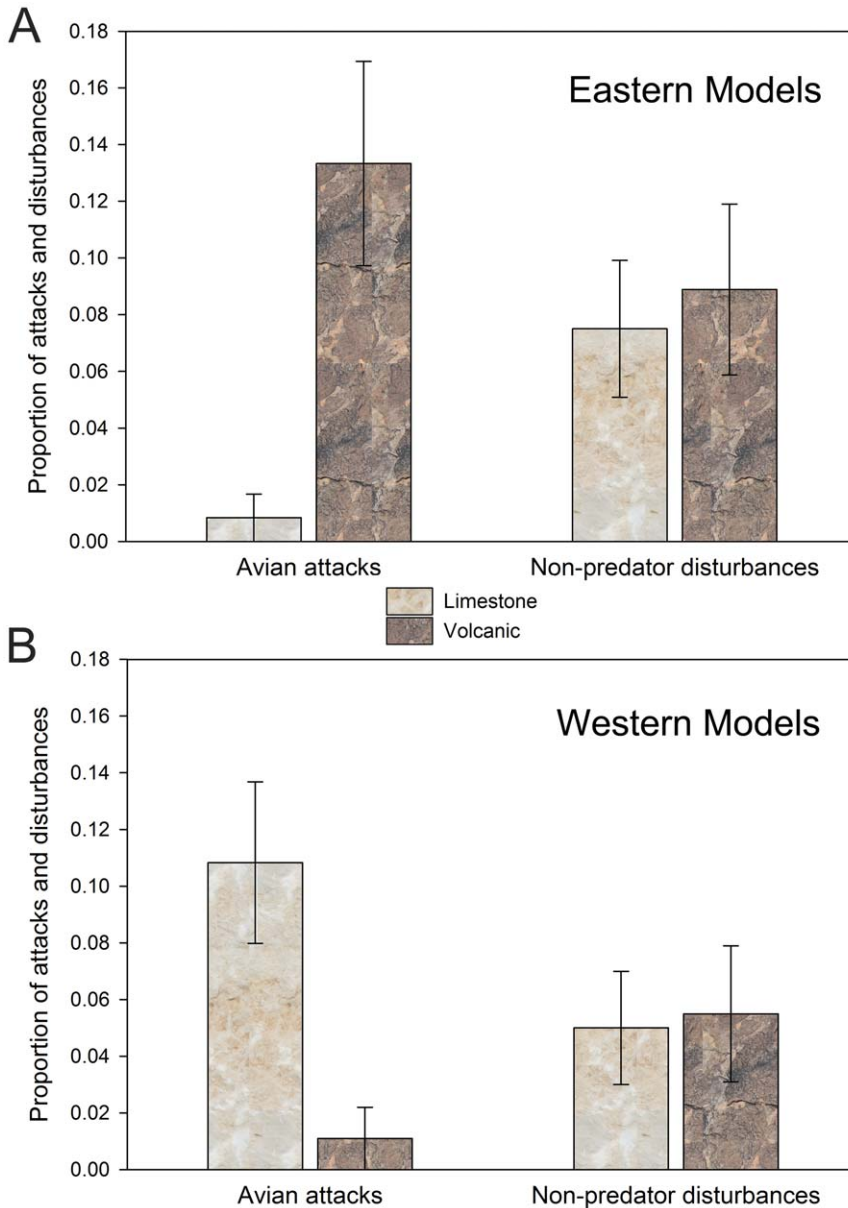 A
Eastern Models
Proportion of attacks and disturbances
0.18
0.16
0.14
0.12
0.10
0.08
0.06
0.04
0.02
0.00
Avian attacks
Non-predator disturbances
Limestone
Volcanic
B
Western Models
Proportion of attacks and disturbances
0.18
0.16
0.14
0.12
0.10
0.08
0.06
0.04
0.02
0.00
Avian attacks
Non-predator disturbances